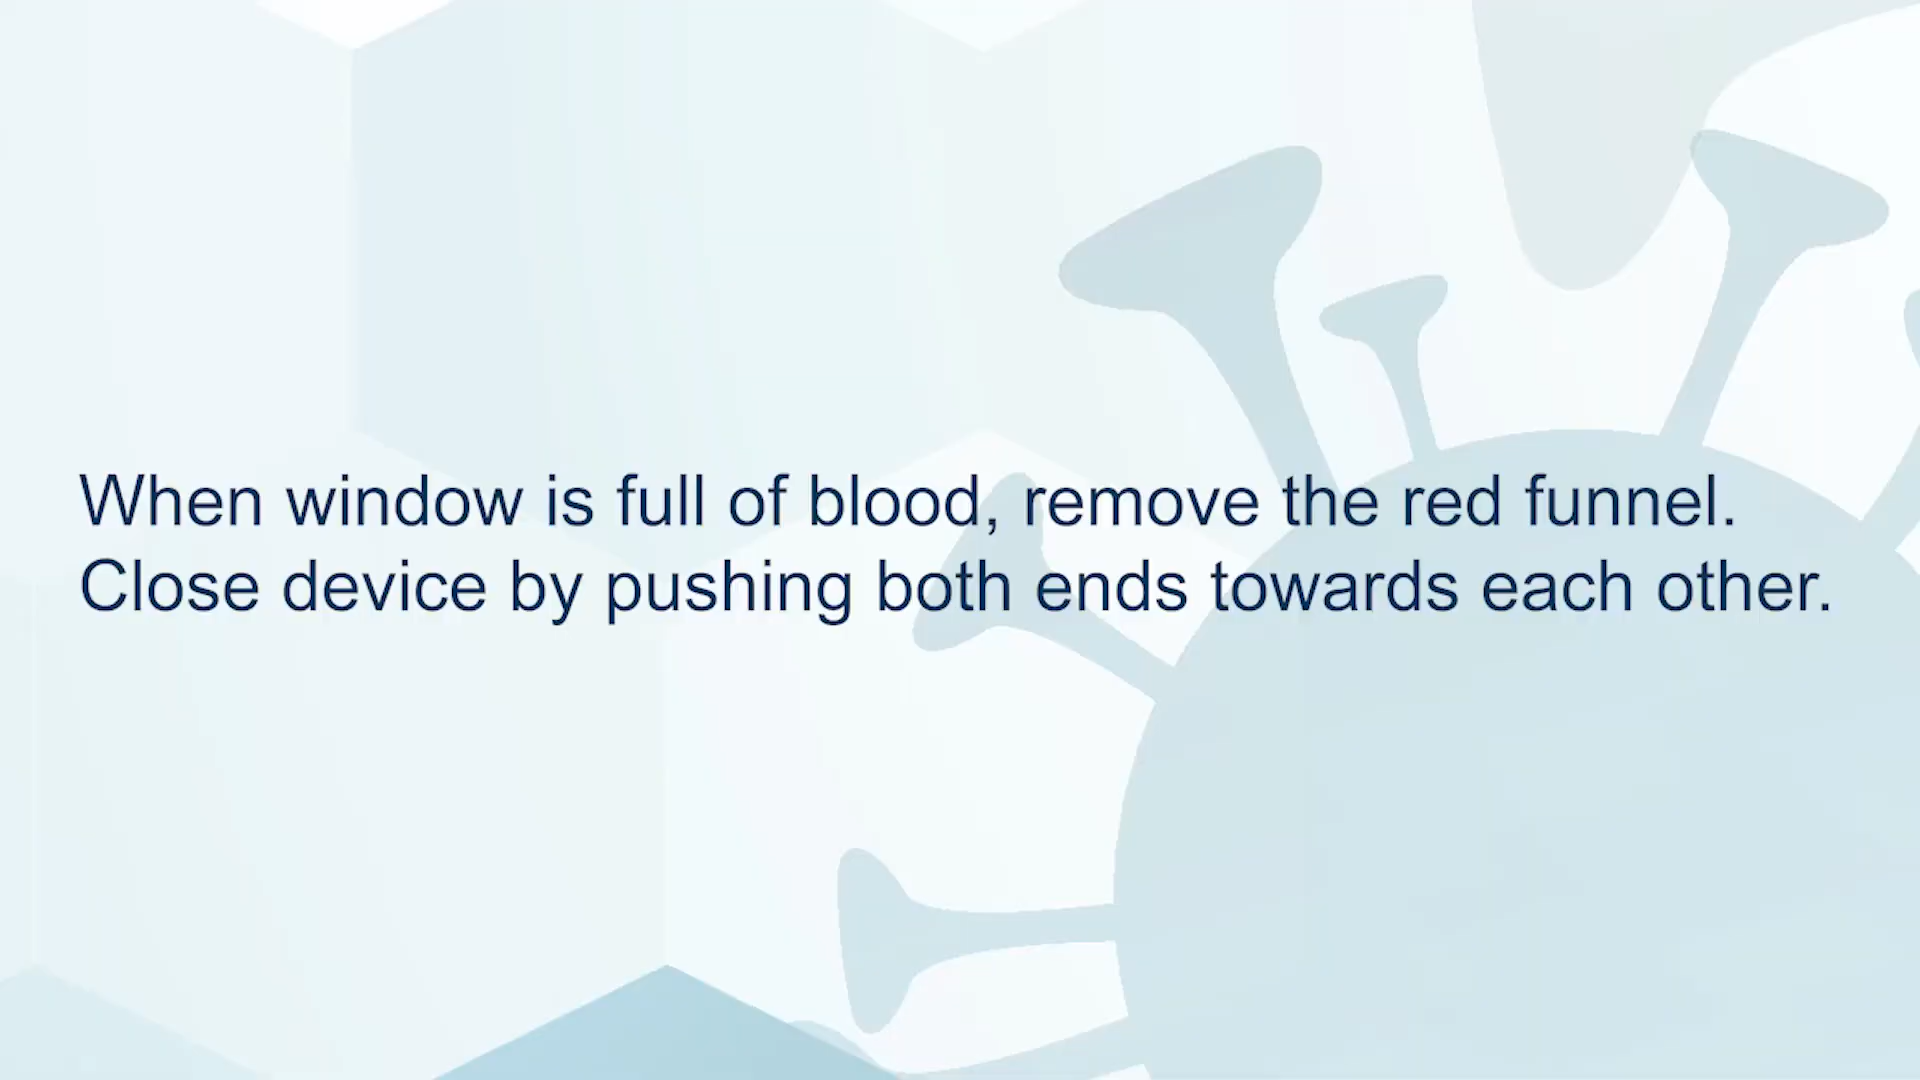 When window is full of blood, remove the red funnel.
Close device by pushing both ends towards each other.